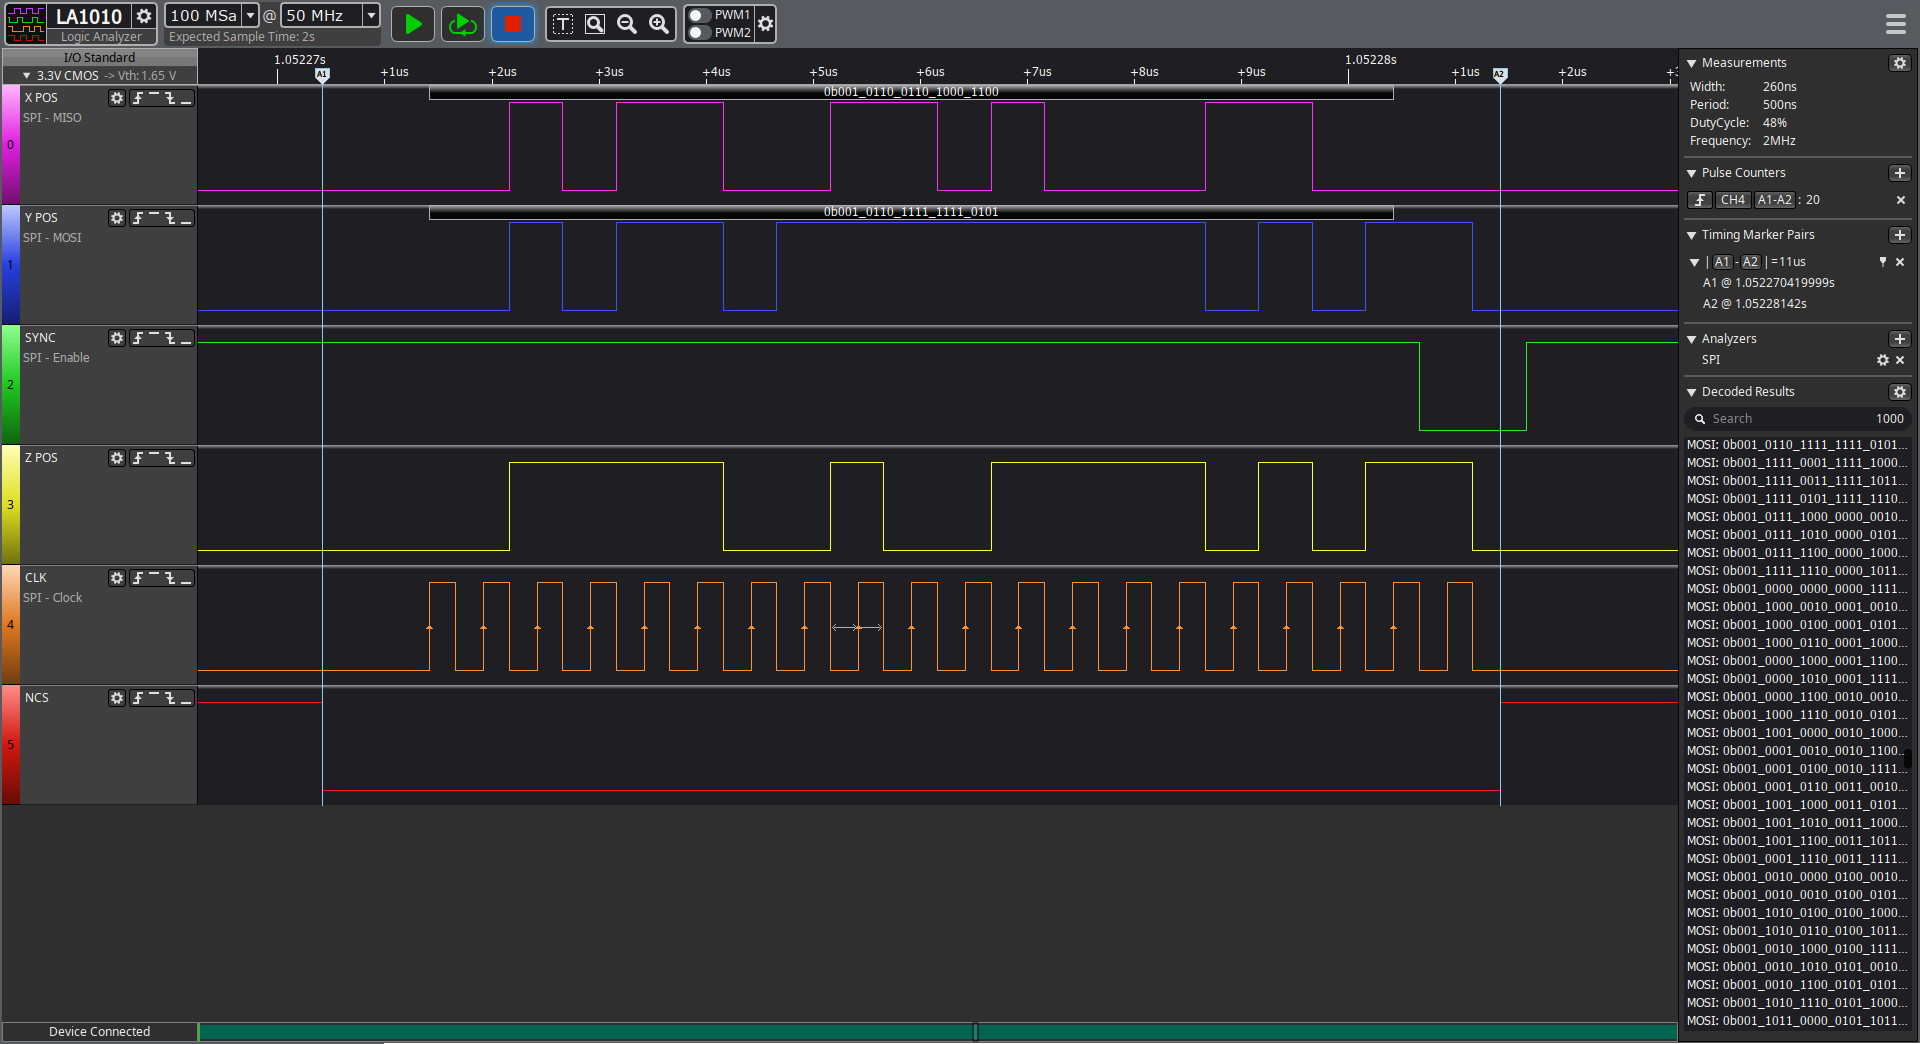 LA1010
Logic Analyzer
100 MSa @ 50 MHz
Expected Sample Time: 2s
T
PWM1
PWM2
I/O Standard
3.3V CMOS -> Vth: 1.65 V
1.05227s
1.05228s
A1 +1us +2us +3us +4us +5us +6us +7us +8us +9us +1us A2 +2us
X POS
SPI - MISO
0
0b001_0110_0110_1000_1100
Y POS
SPI - MOSI
1
0b001_0110_1111_1111_0101
SYNC
SPI - Enable
2
Z POS
3
CLK
SPI - Clock
4
NCS
5
Device Connected
Measurements
Width: 260ns
Period: 500ns
DutyCycle: 48%
Frequency: 2MHz
Pulse Counters
CH4 A1-A2 : 20
Timing Marker Pairs
| A1 - A2 | =11us
A1 @ 1.052270419999s
A2 @ 1.05228142s
Analyzers
SPI
Decoded Results
Search 1000
MOSI: 0b001_0110_1111_1111_0101...
MOSI: 0b001_1111_0001_1111_1000...
MOSI: 0b001_1111_0011_1111_1011...
MOSI: 0b001_1111_0101_1111_1110...
MOSI: 0b001_0111_1000_0000_0010...
MOSI: 0b001_0111_1010_0000_0101...
MOSI: 0b001_0111_1100_0000_1000...
MOSI: 0b001_1111_1110_0000_1011...
MOSI: 0b001_0000_0000_0000_1111...
MOSI: 0b001_1000_0010_0001_0010...
MOSI: 0b001_1000_0100_0001_0101...
MOSI: 0b001_1000_0110_0001_1000...
MOSI: 0b001_0000_1000_0001_1100...
MOSI: 0b001_0000_1010_0001_1111...
MOSI: 0b001_0000_1100_0010_0010...
MOSI: 0b001_1000_1110_0010_0101...
MOSI: 0b001_1001_0000_0010_1000...
MOSI: 0b001_0001_0010_0010_1100...
MOSI: 0b001_0001_0100_0010_1111...
MOSI: 0b001_0001_0110_0011_0010...
MOSI: 0b001_1001_1000_0011_0101...
MOSI: 0b001_1001_1010_0011_1000...
MOSI: 0b001_1001_1100_0011_1011...
MOSI: 0b001_0001_1110_0011_1111...
MOSI: 0b001_0010_0000_0100_0010...
MOSI: 0b001_0010_0010_0100_0101...
MOSI: 0b001_1010_0100_0100_1000...
MOSI: 0b001_1010_0110_0100_1011...
MOSI: 0b001_0010_1000_0100_1111...
MOSI: 0b001_0010_1010_0101_0010...
MOSI: 0b001_0010_1100_0101_0101...
MOSI: 0b001_1010_1110_0101_1000...
MOSI: 0b001_1011_0000_0101_1011...